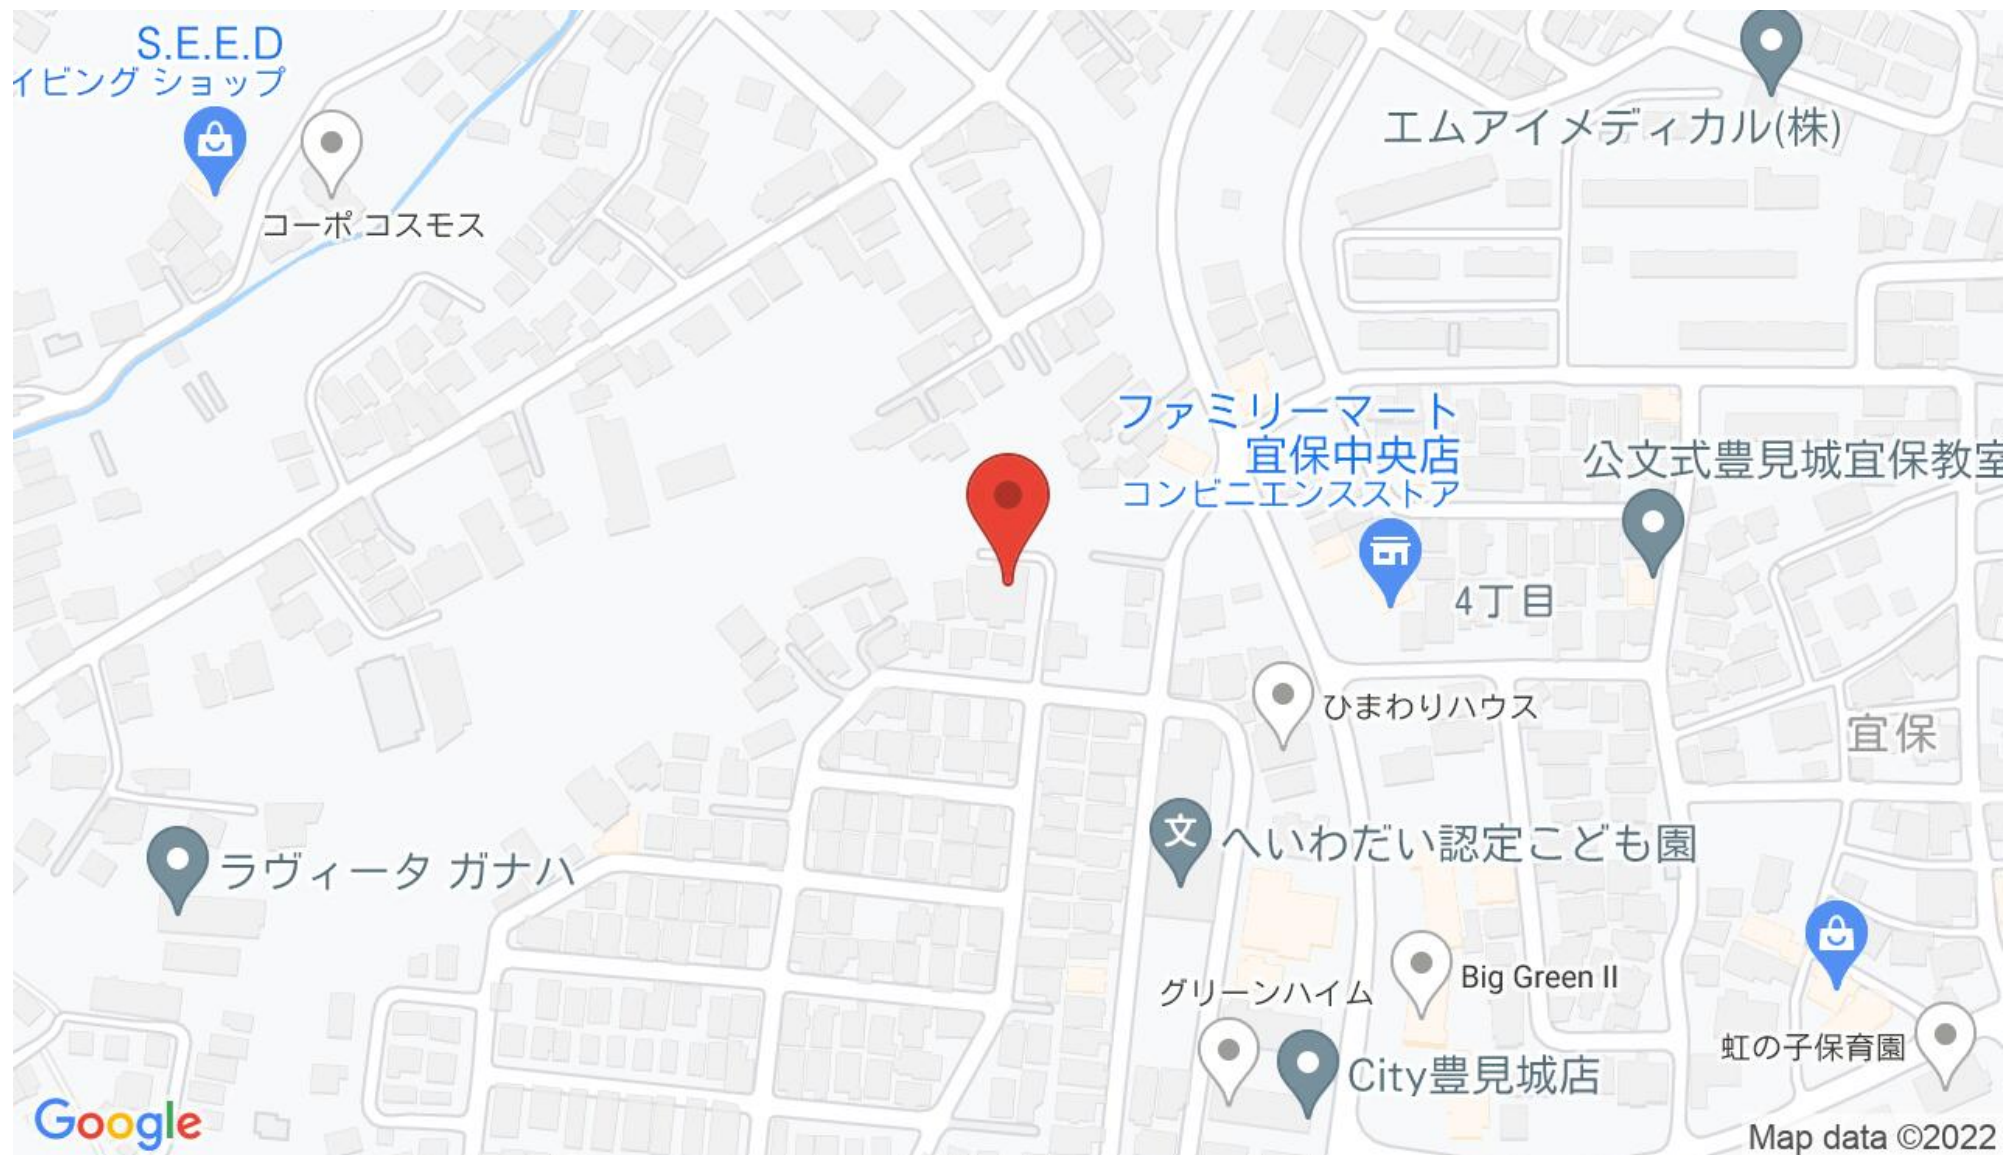 S.E.E.D
イビング ショップ
エムアイメディカル(株)
コーポ コスモス
ファミリーマート
宜保中央店
コンビニエンスストア
公文式豊見城宜保教室
4丁目
ひまわりハウス
宜保
文
へいわだい認定こども園
ラヴィータ ガナハ
Big Green II
グリーンハイム
虹の子保育園
City豊見城店
Google
Map data ©2022